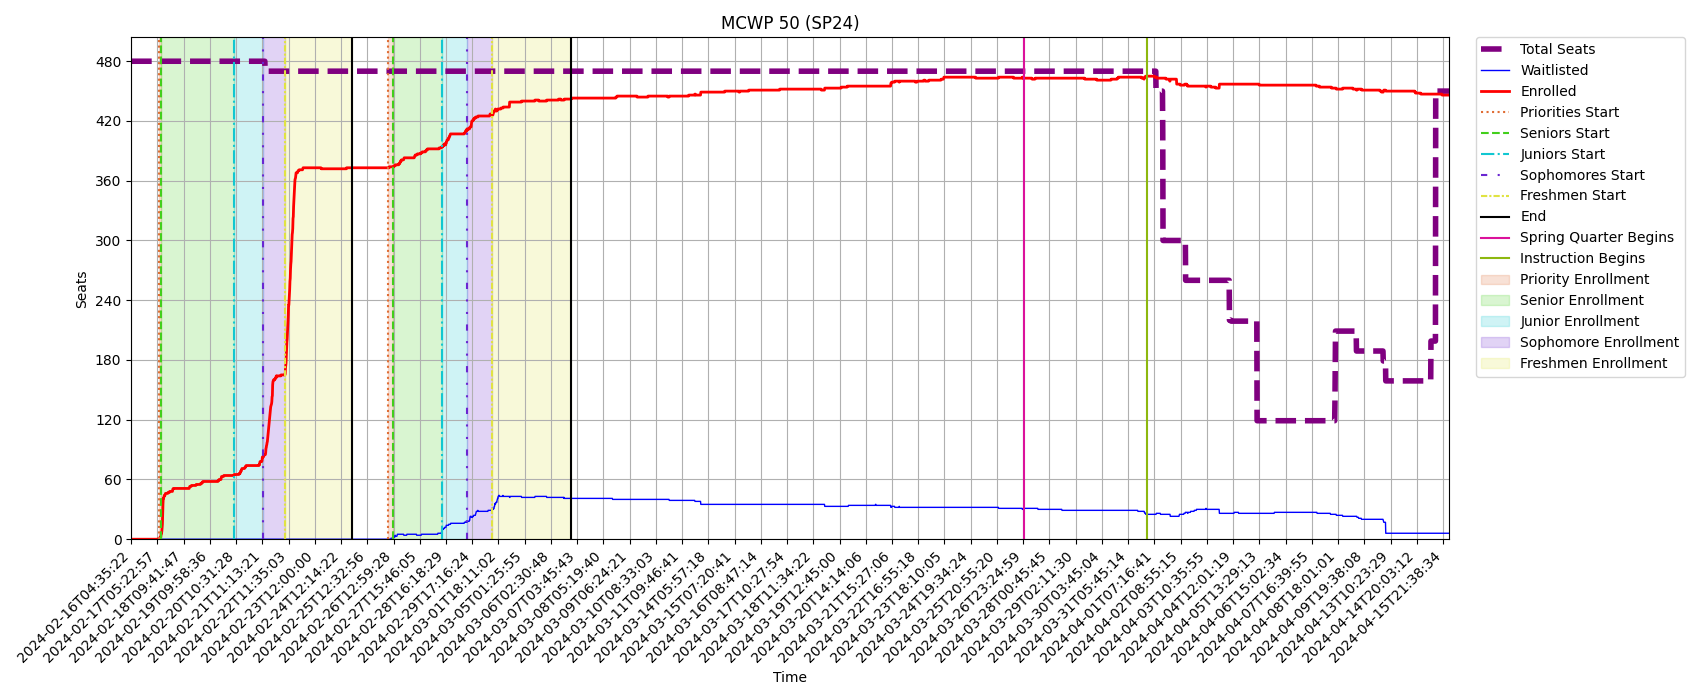 MCWP 50 (SP24)
Seats
480
420
360
300
240
180
120
60
0
2024-02-16T04:35:22
2024-02-17T05:22:57
2024-02-18T09:41:47
2024-02-19T09:58:36
2024-02-20T10:31:28
2024-02-21T11:13:21
2024-02-22T11:35:03
2024-02-23T12:00:00
2024-02-24T12:14:22
2024-02-25T12:32:56
2024-02-26T12:59:28
2024-02-27T15:46:05
2024-02-28T16:18:29
2024-02-29T17:16:24
2024-03-01T18:11:02
2024-03-05T01:25:55
2024-03-06T02:30:48
2024-03-07T03:45:43
2024-03-08T05:19:40
2024-03-09T06:24:21
2024-03-10T08:33:03
2024-03-11T09:46:41
2024-03-14T05:57:18
2024-03-15T07:20:41
2024-03-16T08:47:14
2024-03-17T10:27:54
2024-03-18T11:34:22
2024-03-19T12:45:00
2024-03-20T14:14:06
2024-03-21T15:27:06
2024-03-22T16:55:18
2024-03-23T18:10:05
2024-03-24T19:34:24
2024-03-25T20:55:20
2024-03-26T23:24:59
2024-03-28T00:45:45
2024-03-29T02:11:30
2024-03-30T03:45:04
2024-03-31T05:45:14
2024-04-01T07:16:41
2024-04-02T08:55:15
2024-04-03T10:35:55
2024-04-04T12:01:19
2024-04-05T13:29:13
2024-04-06T15:02:34
2024-04-07T16:39:55
2024-04-08T18:01:01
2024-04-09T19:38:08
2024-04-13T10:23:29
2024-04-14T20:03:12
2024-04-15T21:38:34
Time
Total Seats
Waitlisted
Enrolled
Priorities Start
Seniors Start
Juniors Start
Sophomores Start
Freshmen Start
End
Spring Quarter Begins
Instruction Begins
Priority Enrollment
Senior Enrollment
Junior Enrollment
Sophomore Enrollment
Freshmen Enrollment